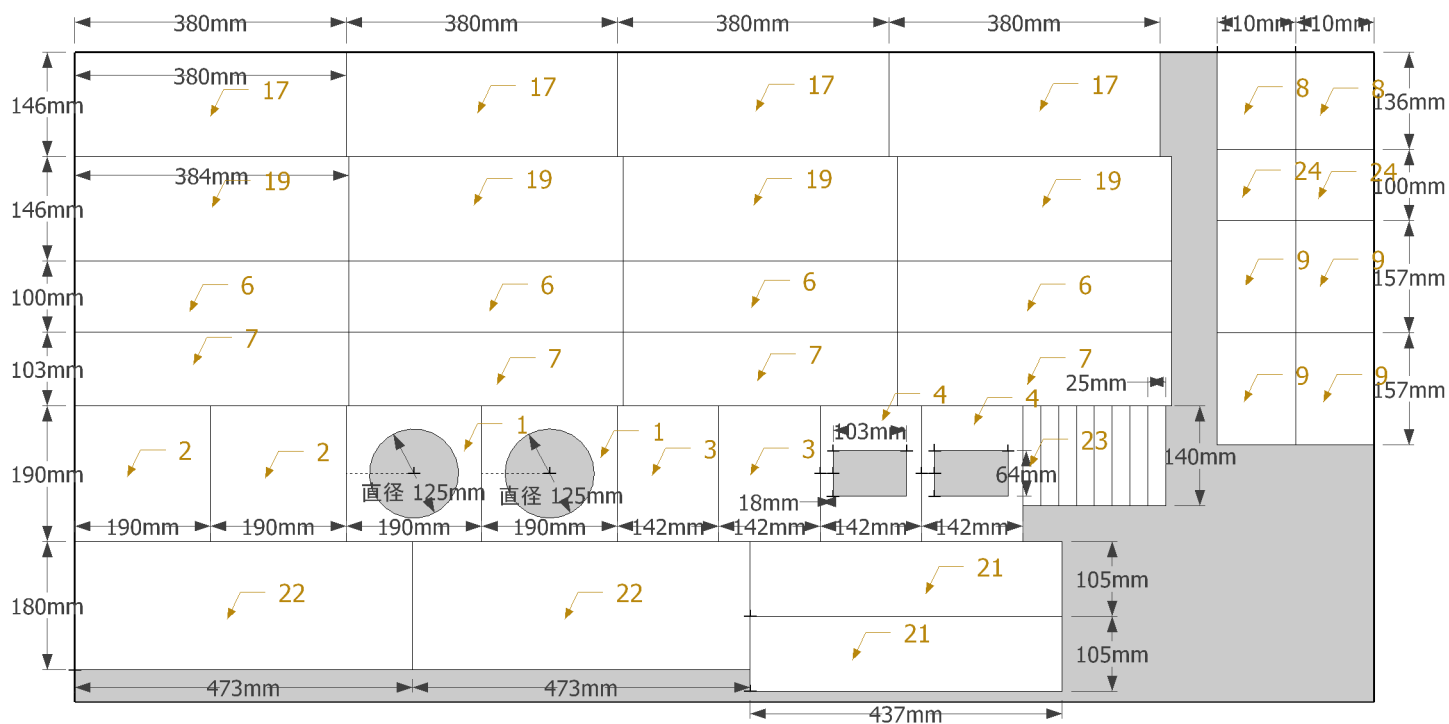 380mm 380mm 380mm 380mm 110mm 110mm
380mm
17 17 17 17 8 8
146mm 136mm
384mm
19 19 19 19 24 24
146mm 100mm
6 6 6 6 9 9
100mm 157mm
7 7 7 7
103mm 25mm 9 9
157mm
4 4
1 1 103mm 23
2 2 3 3 140mm
190mm 64mm
直径 125mm 直径 125mm
18mm
190mm 190mm 190mm 190mm 142mm 142mm 142mm 142mm
21
105mm
22 22
180mm
21
105mm
473mm 473mm
437mm